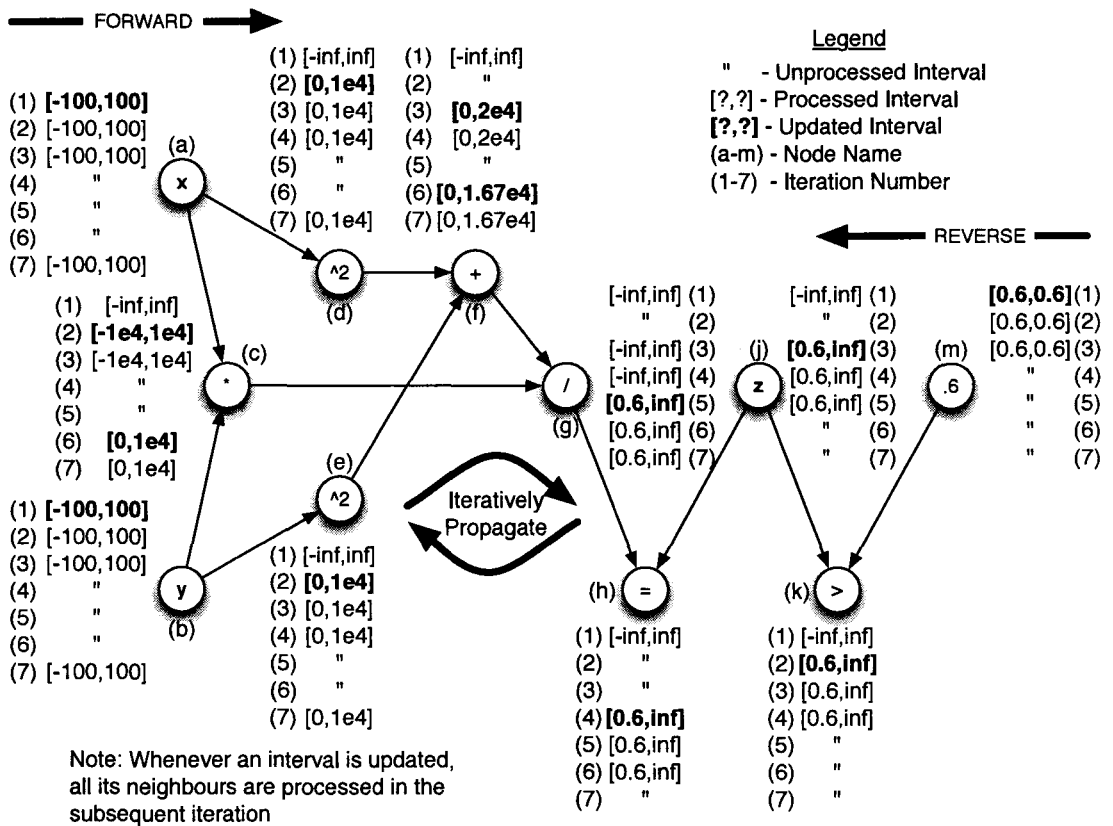 FORWARD
(1) [-inf,inf]
(2) [0,1e4]
(3) [0,1e4]
(4) [0,1e4]
(5) "
(6) "
(7) [0,1e4]
(1) [-inf,inf]
(2) "
(3) [0,2e4]
(4) [0,2e4]
(5) "
(6) [0,1.67e4]
(7) [0,1.67e4]
Legend
" - Unprocessed Interval
[?,?] - Processed Interval
[?,?] - Updated Interval
(a-m) - Node Name
(1-7) - Iteration Number
(1) [-100,100]
(2) [-100,100]
(3) [-100,100]
(4) "
(5) "
(6) "
(7) [-100,100]
(a)
x
REVERSE
^2
(d)
+
(f)
(1) [-inf,inf]
(2) [-1e4,1e4]
(3) [-1e4,1e4]
(4) "
(5) "
(6) [0,1e4]
(7) [0,1e4]
(c)
*
/
(g)
[-inf,inf] (1)
" (2)
[-inf,inf] (3)
[-inf,inf] (4)
[0.6,inf] (5)
[0.6,inf] (6)
[0.6,inf] (7)
(j)
z
[-inf,inf] (1)
" (2)
[0.6,inf] (3)
[0.6,inf] (4)
[0.6,inf] (5)
" (6)
" (7)
(m)
.6
[0.6,0.6] (1)
[0.6,0.6] (2)
[0.6,0.6] (3)
" (4)
" (5)
" (6)
" (7)
(e)
^2
Iteratively
Propagate
(1) [-100,100]
(2) [-100,100]
(3) [-100,100]
(4) "
(5) "
(6) "
(7) [-100,100]
y
(b)
(1) [-inf,inf]
(2) [0,1e4]
(3) [0,1e4]
(4) [0,1e4]
(5) "
(6) "
(7) [0,1e4]
(h) =
(k) >
(1) [-inf,inf]
(2) "
(3) "
(4) [0.6,inf]
(5) [0.6,inf]
(6) [0.6,inf]
(7) "
(1) [-inf,inf]
(2) [0.6,inf]
(3) [0.6,inf]
(4) [0.6,inf]
(5) "
(6) "
(7) "
Note: Whenever an interval is updated,
all its neighbours are processed in the
subsequent iteration